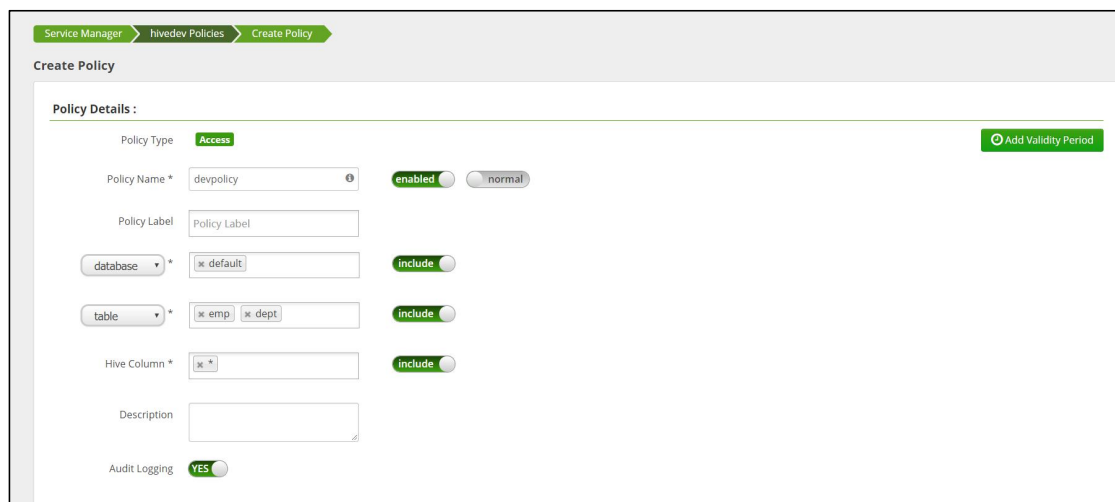 Service Manager hivedev Policies Create Policy
Create Policy
Policy Details :
Policy Type Access Add Validity Period
Policy Name * devpolicy enabled normal
Policy Label Policy Label
database * default include
table * emp dept include
Hive Column * * include
Description
Audit Logging YES